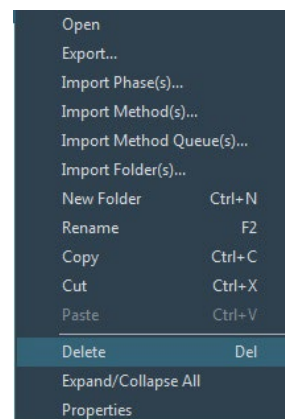 Open
Export...
Import Phase(s)...
Import Method(s)...
Import Method Queue(s)...
Import Folder(s)...
New Folder Ctrl+N
Rename F2
Copy Ctrl+C
Cut Ctrl+X
Paste Ctrl+V
Delete Del
Expand/Collapse All
Properties